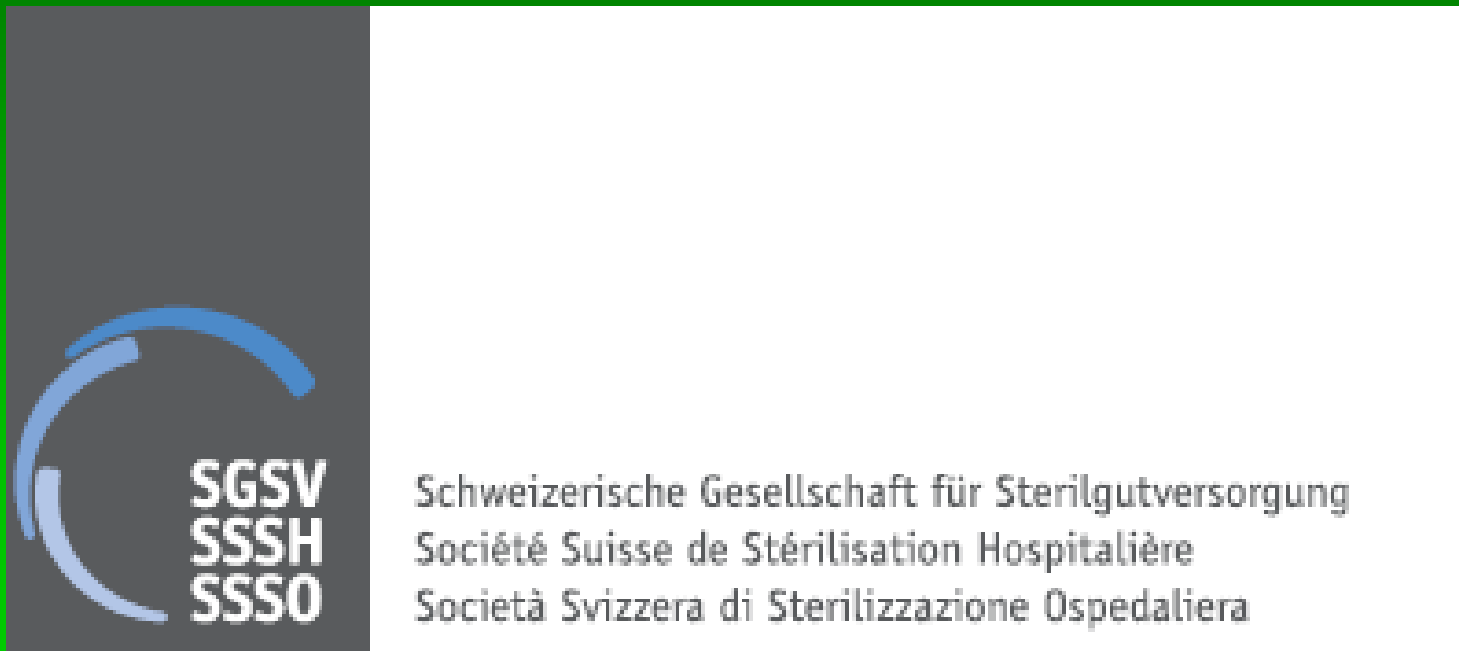 SGSV
SSSH
SSSO
Schweizerische Gesellschaft für Sterilgutversorgung
Société Suisse de Stérilisation Hospitalière
Società Svizzera di Sterilizzazione Ospedaliera